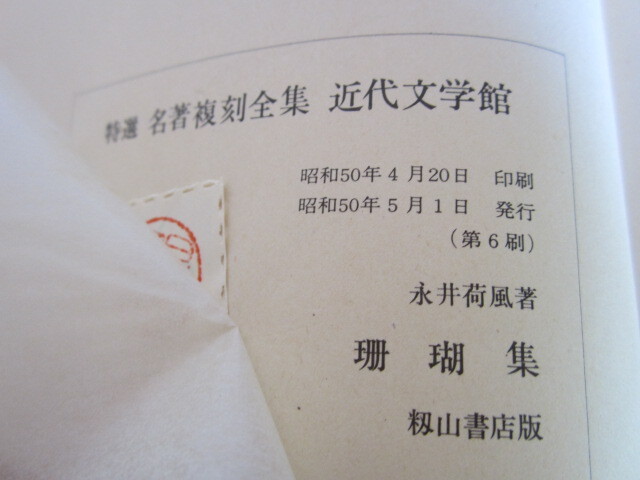 特選 名著複刻全集 近代文学館
昭和50年4月20日 印刷
昭和50年5月1日 発行
（第6刷）
永井荷風著
珊瑚集
籾山書店版